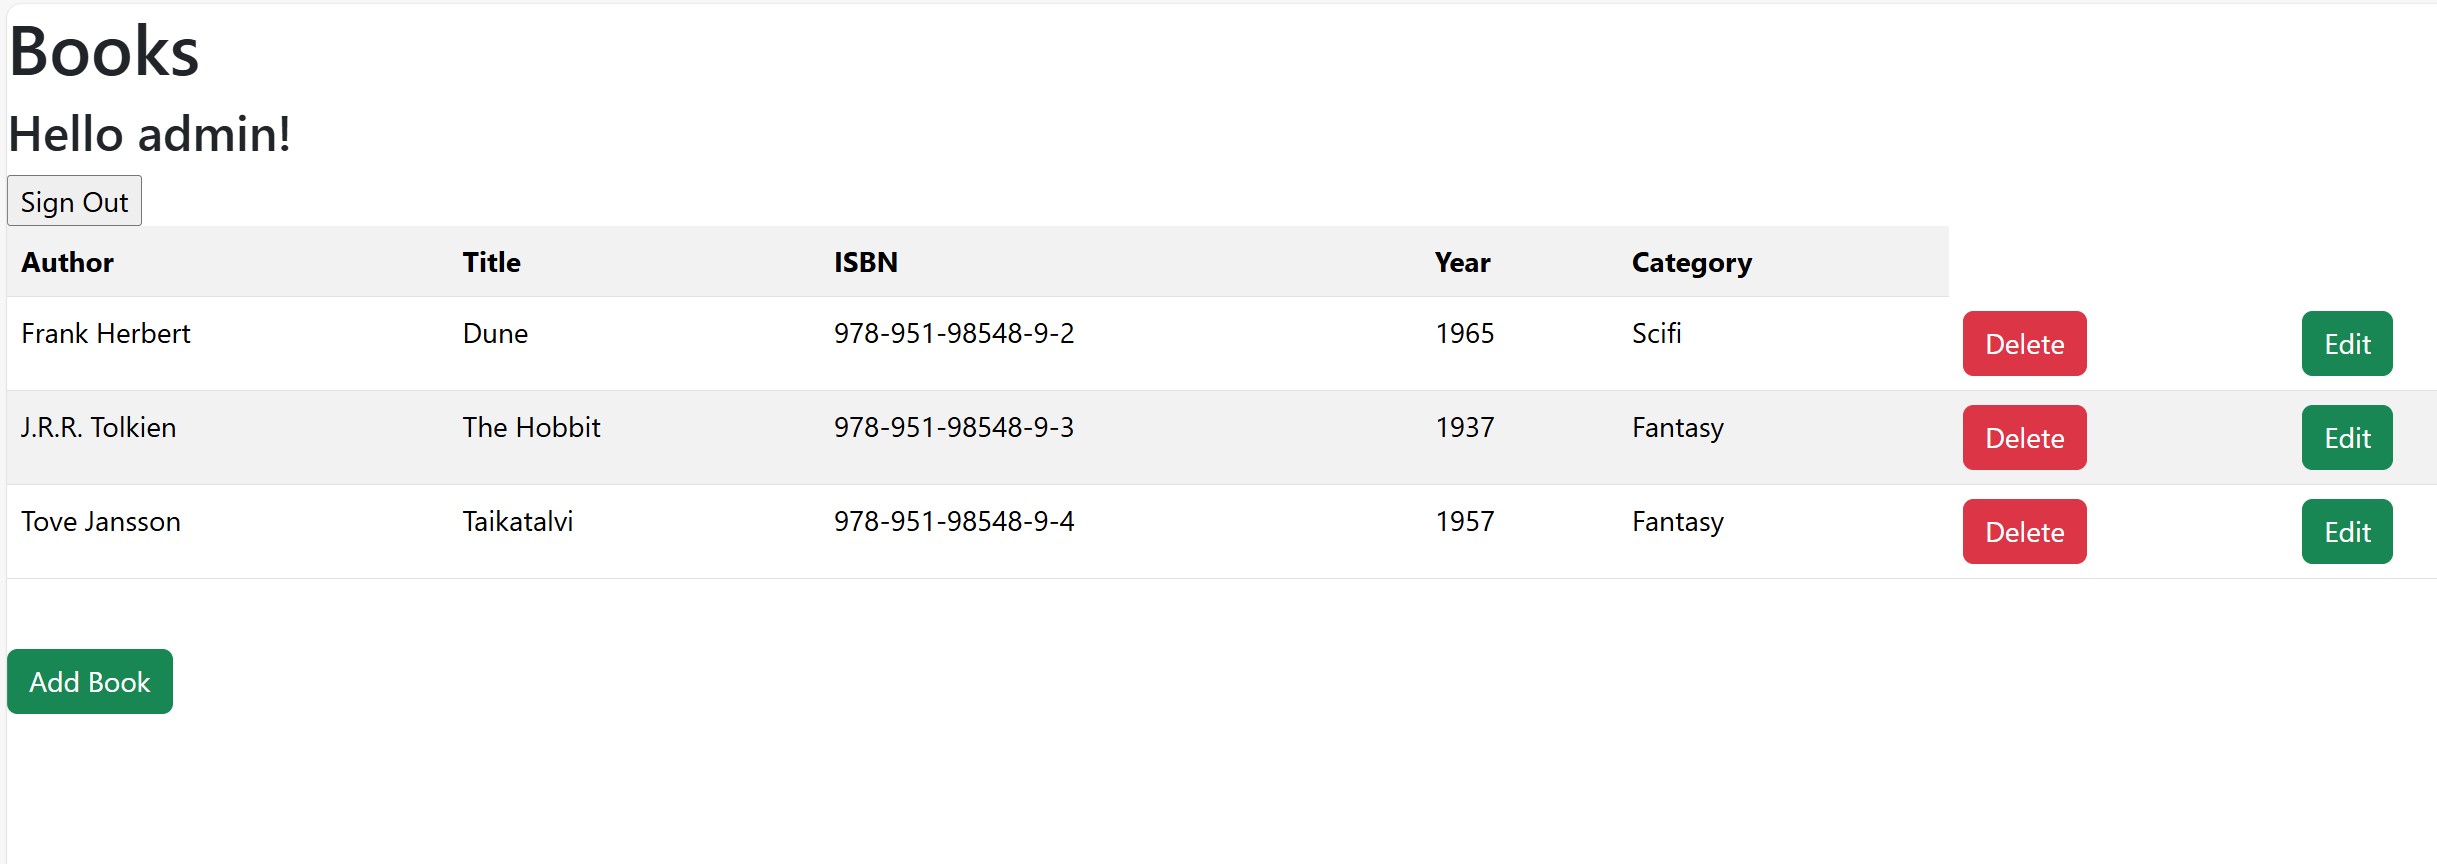 Books
Hello admin!
Sign Out
Author Title ISBN Year Category
Frank Herbert Dune 978-951-98548-9-2 1965 Scifi Delete Edit
J.R.R. Tolkien The Hobbit 978-951-98548-9-3 1937 Fantasy Delete Edit
Tove Jansson Taikatalvi 978-951-98548-9-4 1957 Fantasy Delete Edit
Add Book